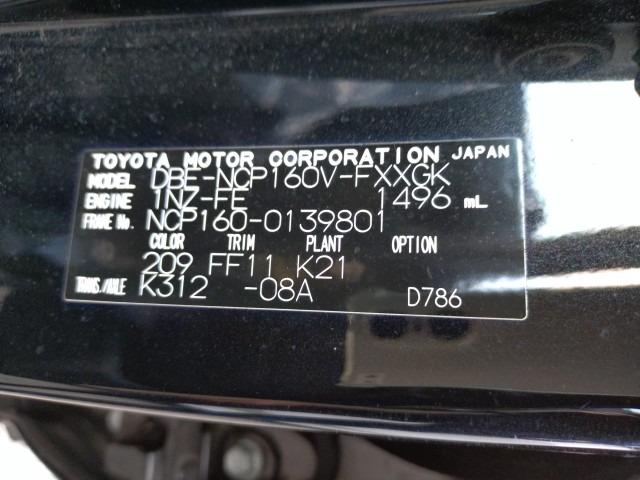 TOYOTA MOTOR CORPORATION JAPAN
MODEL DBE-NCP160V-FXXGK
ENGINE 1NZ-FE 1496 mL
FRAME No. NCP160-0139801
COLOR TRIM PLANT OPTION
209 FF11 K21
TRANS./AXLE K312 -08A D786